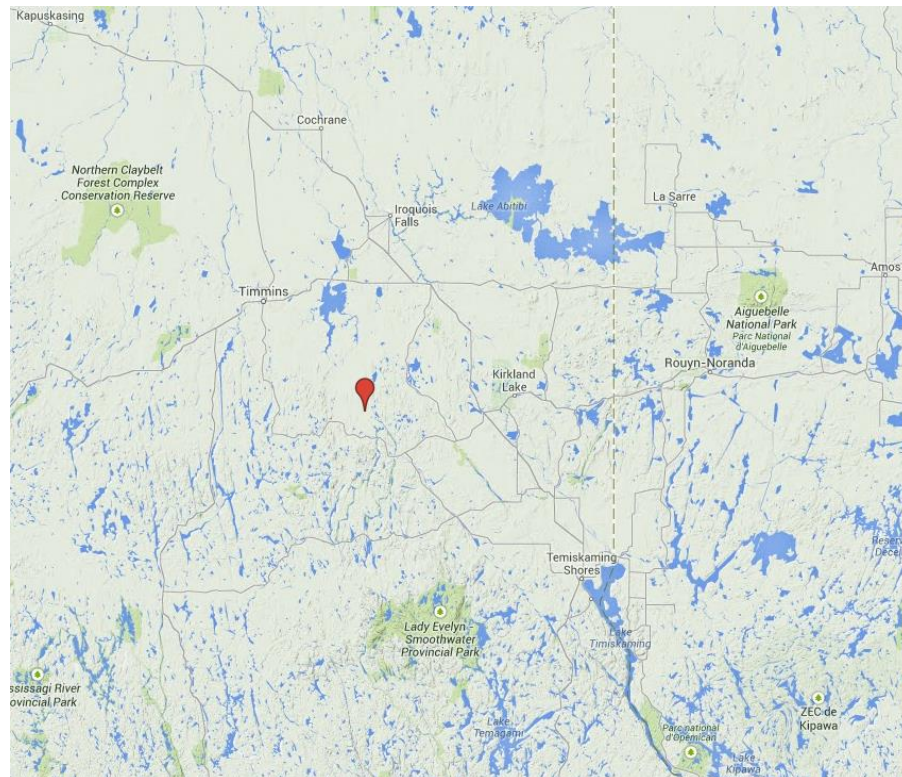 Kapuskasing
Cochrane
Northern Claybelt
Forest Complex
Conservation Reserve
Iroquois
Falls
Lake Abitibi
La Sarre
Amos
Timmins
Aiguebelle
National Park
Parc National
d'Aiguebelle
Kirkland
Lake
Rouyn-Noranda
Temiskaming
Shores
Lady Evelyn
Smoothwater
Provincial Park
Lake
Timiskaming
ssissagi River
ovincial Park
Lake
Temagami
Parc national
d'Opemican
ZEC de
Kipawa
Lake
Kipawa